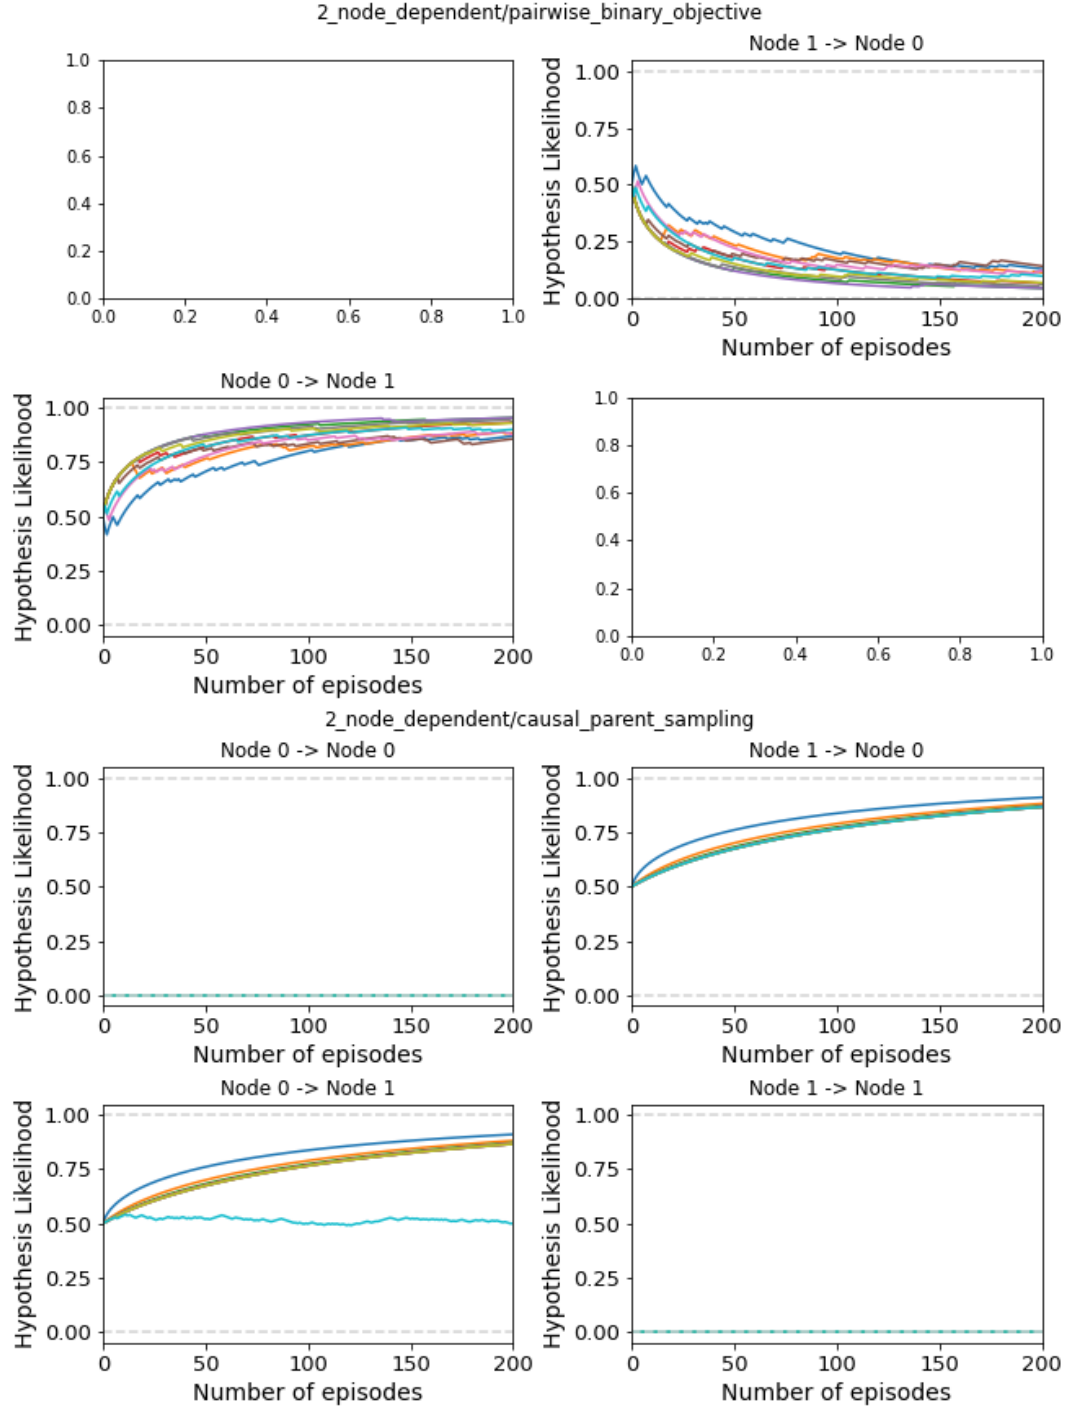 2_node_dependent/pairwise_binary_objective
1.0
0.8
0.6
0.4
0.2
0.0
0.0 0.2 0.4 0.6 0.8 1.0
Node 1 -> Node 0
Hypothesis Likelihood
1.00
0.75
0.50
0.25
0.00
0 50 100 150 200
Number of episodes
Node 0 -> Node 1
Hypothesis Likelihood
1.00
0.75
0.50
0.25
0.00
0 50 100 150 200
Number of episodes
1.0
0.8
0.6
0.4
0.2
0.0
0.0 0.2 0.4 0.6 0.8 1.0
2_node_dependent/causal_parent_sampling
Node 0 -> Node 0
Hypothesis Likelihood
1.00
0.75
0.50
0.25
0.00
0 50 100 150 200
Number of episodes
Node 1 -> Node 0
Hypothesis Likelihood
1.00
0.75
0.50
0.25
0.00
0 50 100 150 200
Number of episodes
Node 0 -> Node 1
Hypothesis Likelihood
1.00
0.75
0.50
0.25
0.00
0 50 100 150 200
Number of episodes
Node 1 -> Node 1
Hypothesis Likelihood
1.00
0.75
0.50
0.25
0.00
0 50 100 150 200
Number of episodes